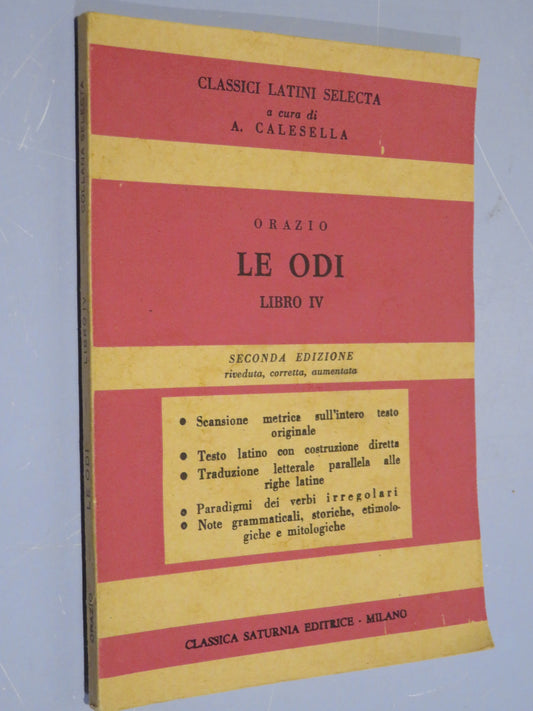 CLASSICI LATINI SELECTA
a cura di
A. CALESELLA
ORAZIO
LE ODI
LIBRO IV
SECONDA EDIZIONE
riveduta, corretta, aumentata
• Scansione metrica sull'intero testo
originale
• Testo latino con costruzione diretta
• Traduzione letterale parallela alle
righe latine
• Paradigmi dei verbi irregolari
• Note grammaticali, storiche, etimolo-
giche e mitologiche
CLASSICA SATURNIA EDITRICE - MILANO
ORAZIO LE ODI LIBRO IV COLLANA SELECTA